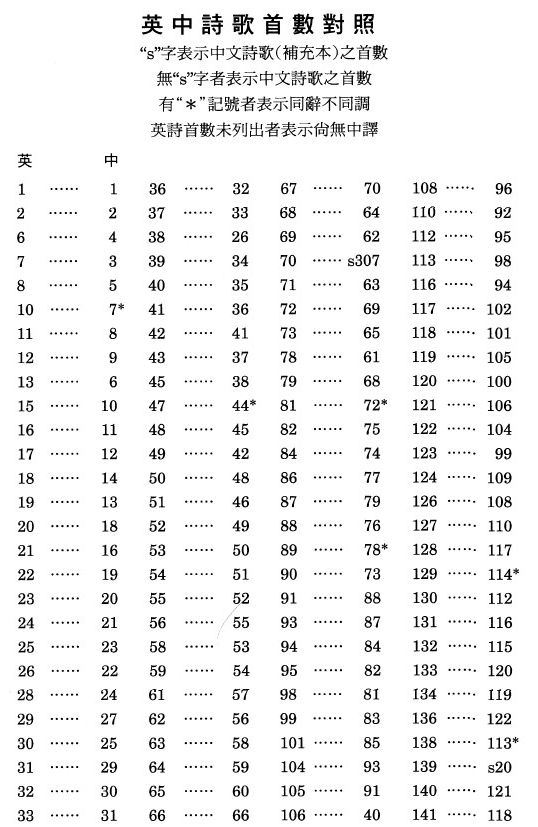 英中詩歌首數對照
“s”字表示中文詩歌(補充本)之首數
無“s”字者表示中文詩歌之首數
有“＊”記號者表示同辭不同調
英詩首數未列出者表示尙無中譯
英 中
1 …… 1 36 …… 32 67 …… 70 108 …… 96
2 …… 2 37 …… 33 68 …… 64 110 …… 92
6 …… 4 38 …… 26 69 …… 62 112 …… 95
7 …… 3 39 …… 34 70 …… s307 113 …… 98
8 …… 5 40 …… 35 71 …… 63 116 …… 94
10 …… 7* 41 …… 36 72 …… 69 117 …… 102
11 …… 8 42 …… 41 73 …… 65 118 …… 101
12 …… 9 43 …… 37 78 …… 61 119 …… 105
13 …… 6 45 …… 38 79 …… 68 120 …… 100
15 …… 10 47 …… 44* 81 …… 72* 121 …… 106
16 …… 11 48 …… 45 82 …… 75 122 …… 104
17 …… 12 49 …… 42 84 …… 74 123 …… 99
18 …… 14 50 …… 48 86 …… 77 124 …… 109
19 …… 13 51 …… 46 87 …… 79 126 …… 108
20 …… 18 52 …… 49 88 …… 76 127 …… 110
21 …… 16 53 …… 50 89 …… 78* 128 …… 117
22 …… 19 54 …… 51 90 …… 73 129 …… 114*
23 …… 20 55 …… 52 91 …… 88 130 …… 112
24 …… 21 56 …… 55 93 …… 87 131 …… 116
25 …… 23 58 …… 53 94 …… 84 132 …… 115
26 …… 22 59 …… 54 95 …… 82 133 …… 120
28 …… 24 61 …… 57 98 …… 81 134 …… 119
29 …… 27 62 …… 56 99 …… 83 136 …… 122
30 …… 25 63 …… 58 101 …… 85 138 …… 113*
31 …… 29 64 …… 59 104 …… 93 139 …… s20
32 …… 30 65 …… 60 105 …… 91 140 …… 121
33 …… 31 66 …… 66 106 …… 40 141 …… 118